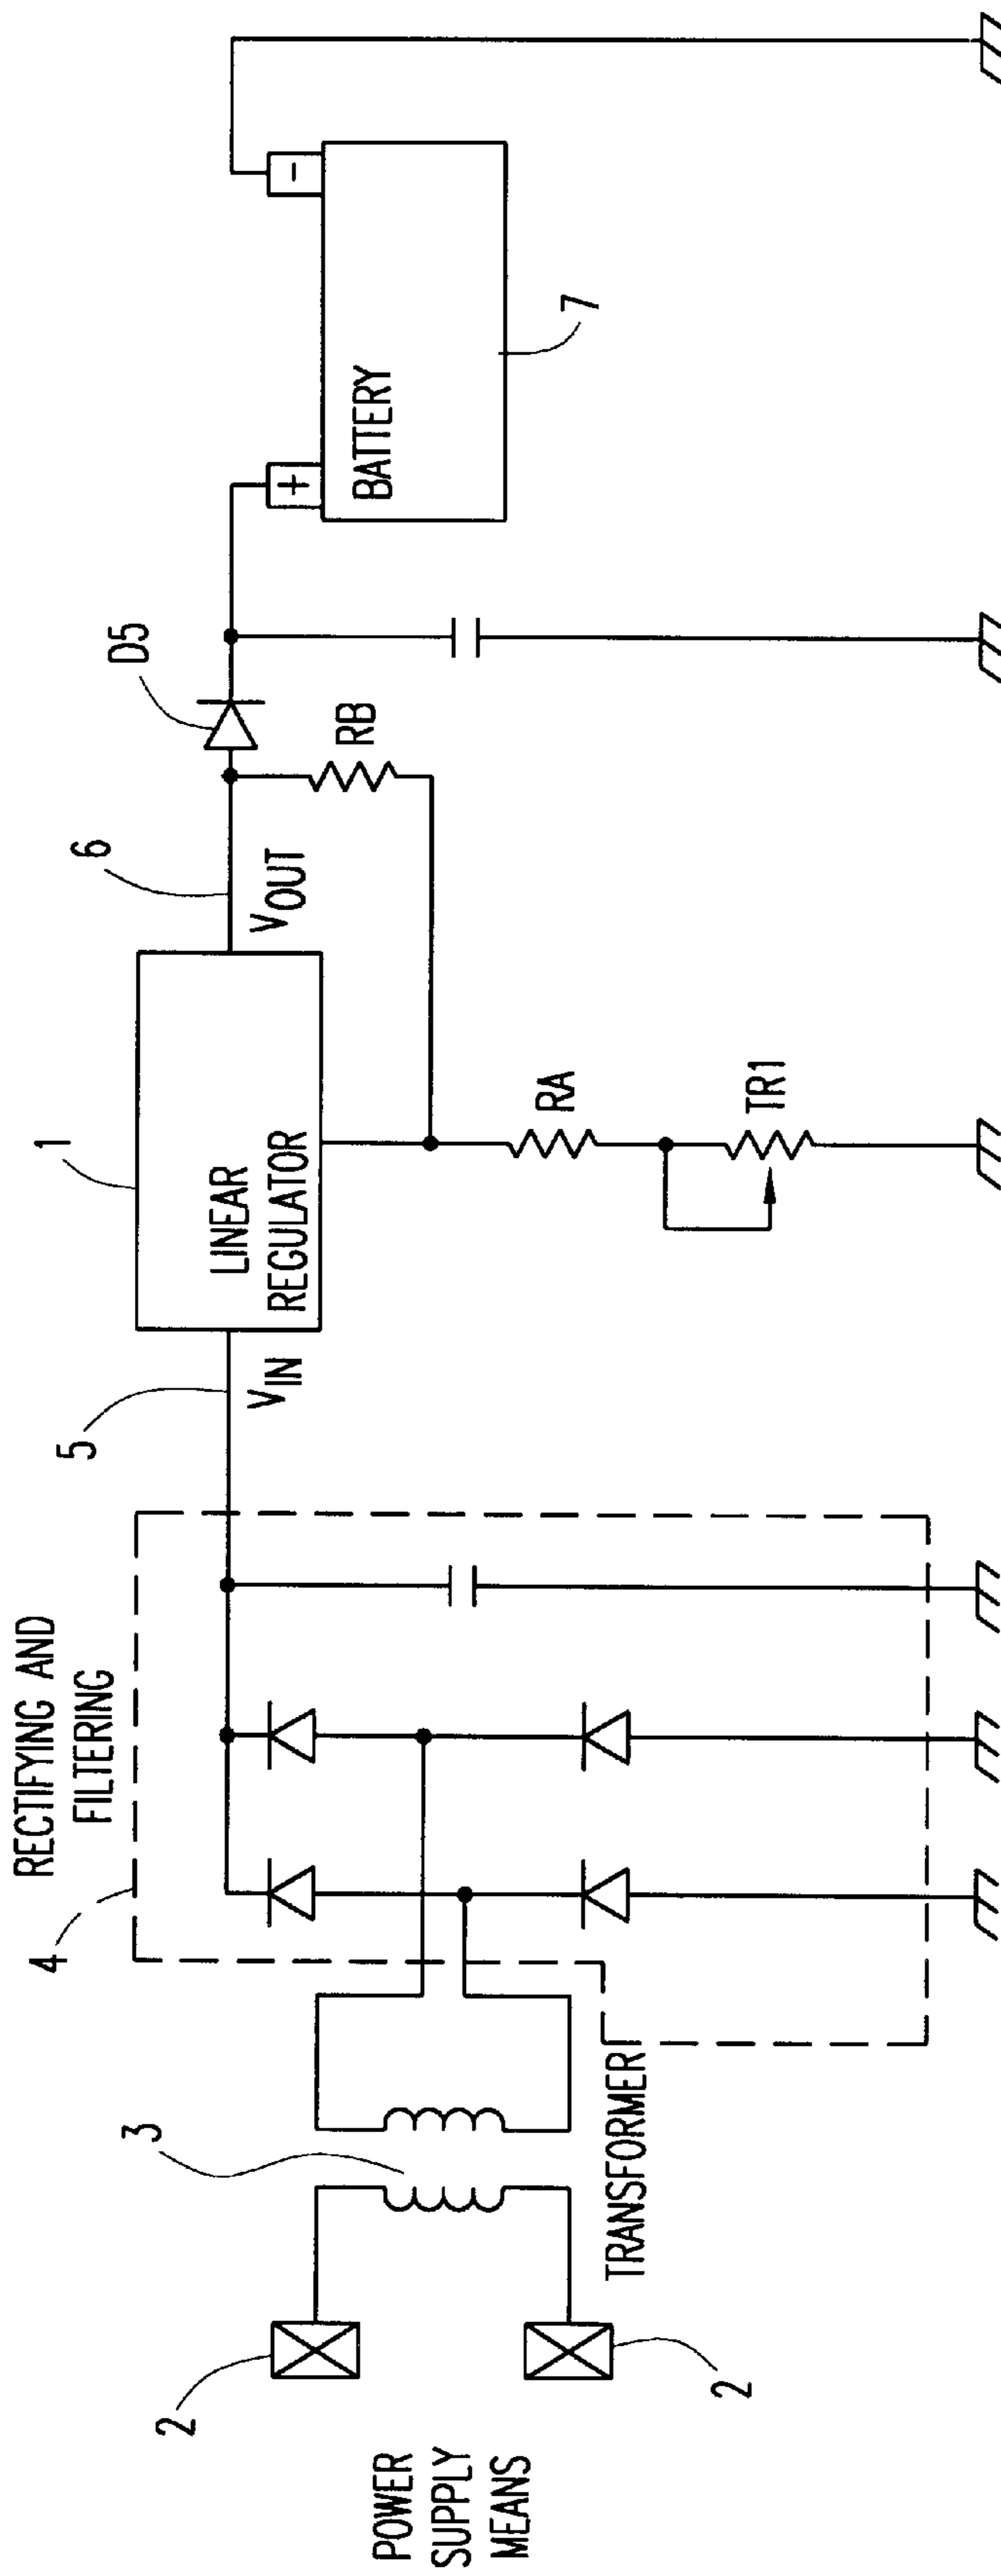 POWER
SUPPLY
MEANS
2
2
3
TRANSFORMER
4
RECTIFYING AND
FILTERING
5
VIN
1
LINEAR
REGULATOR
6
VOUT
RA
TR1
RB
D5
+
-
BATTERY
7